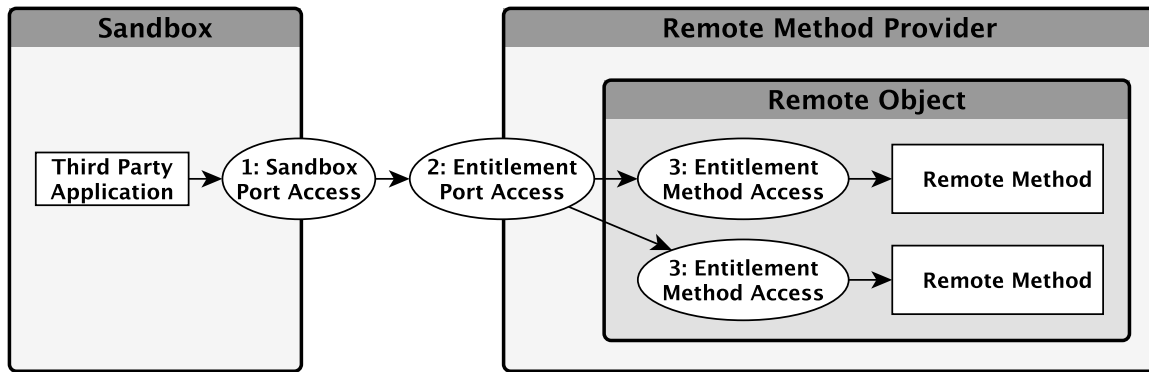 Sandbox
Remote Method Provider
Remote Object
Third Party
Application
1: Sandbox
Port Access
2: Entitlement
Port Access
3: Entitlement
Method Access
Remote Method
3: Entitlement
Method Access
Remote Method